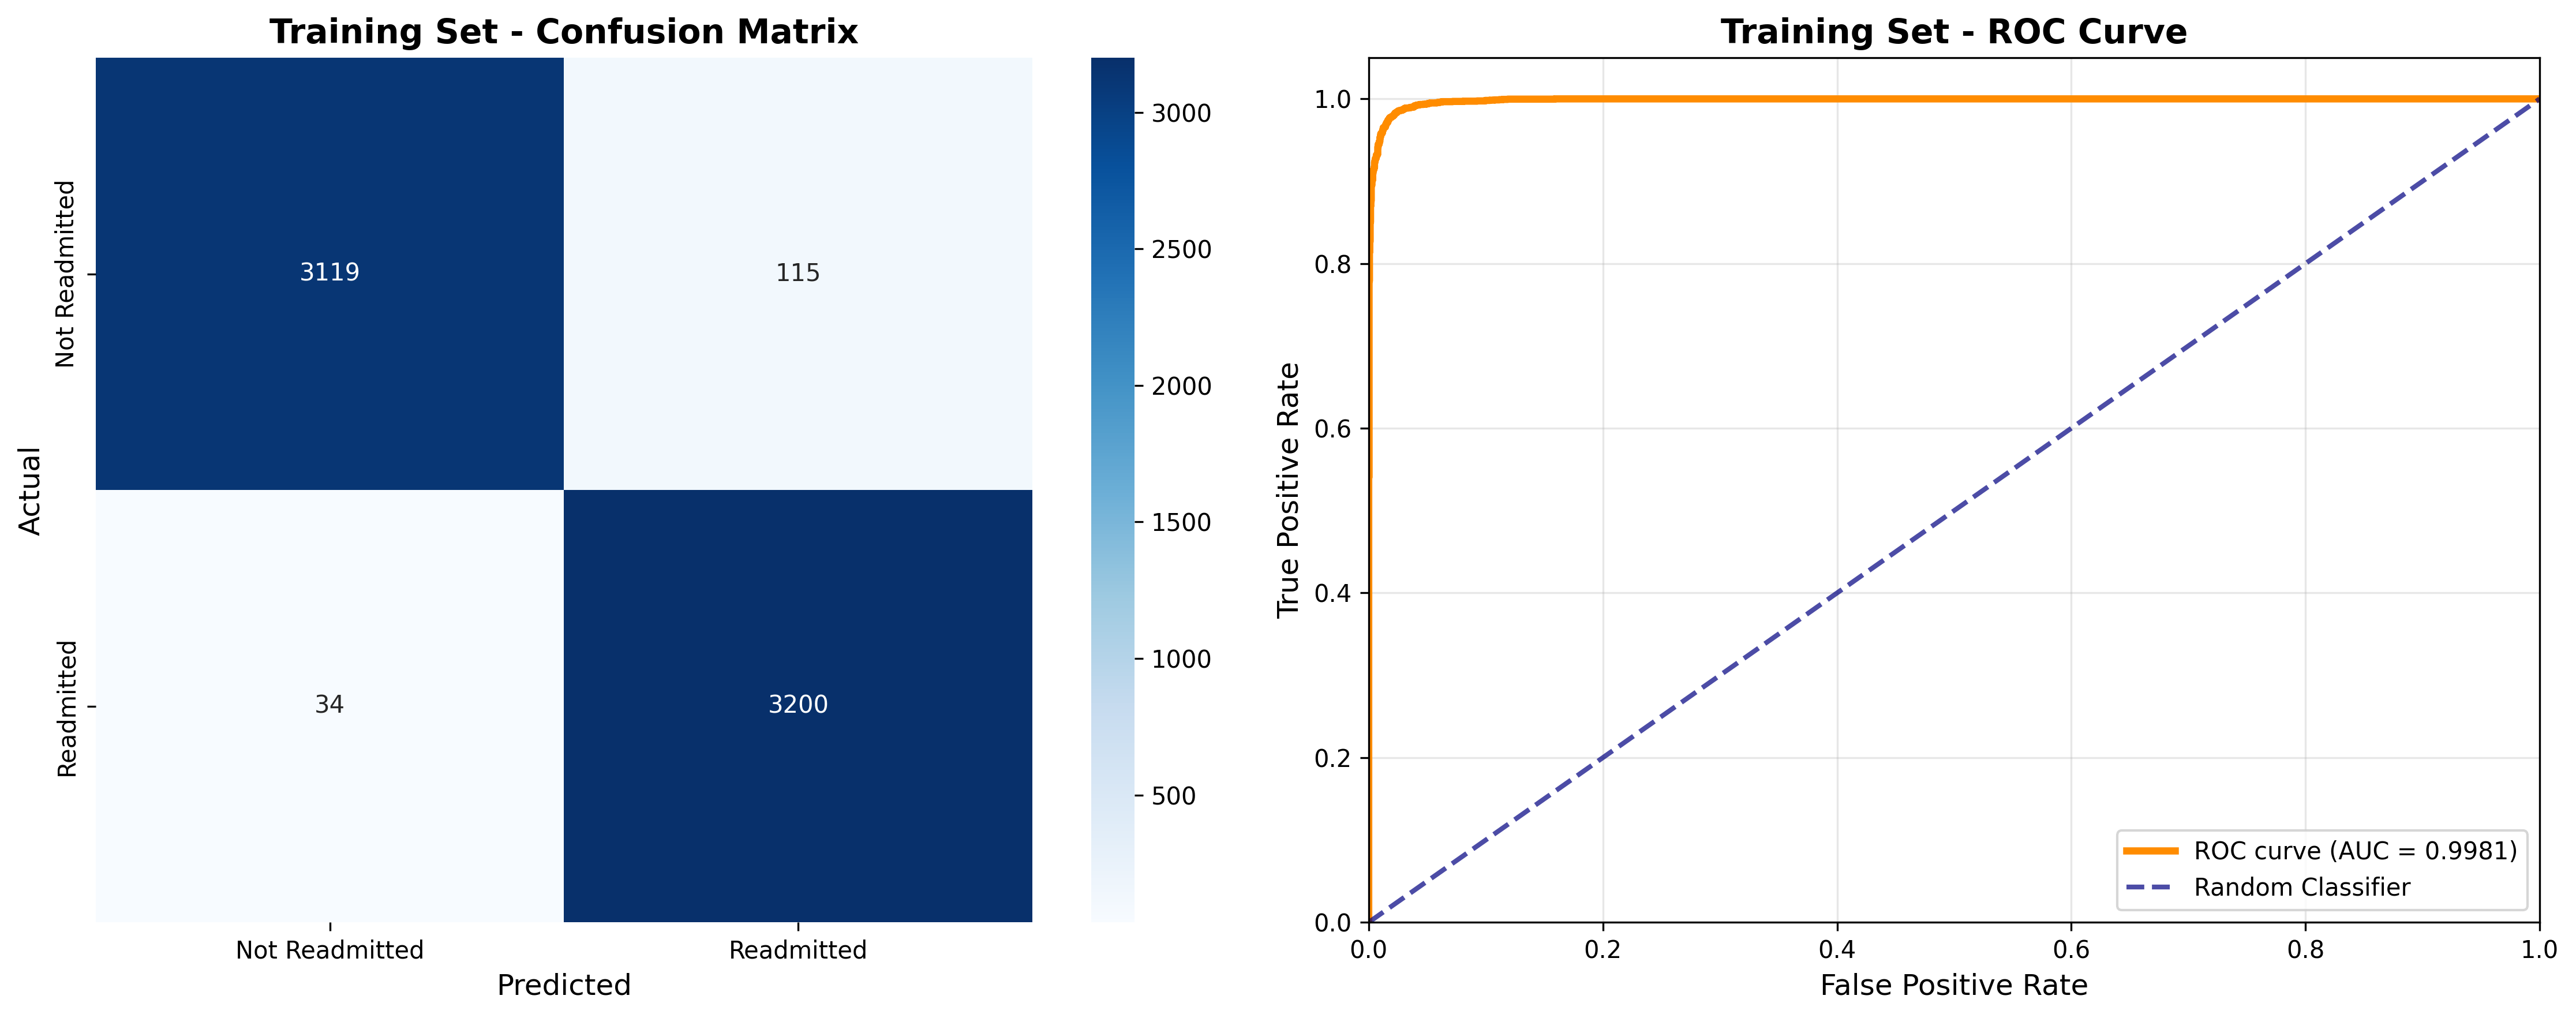 Training Set - Confusion Matrix
Actual
Not Readmitted
Readmitted
3119
115
34
3200
Not Readmitted
Readmitted
Predicted
3000
2500
2000
1500
1000
500
Training Set - ROC Curve
True Positive Rate
1.0
0.8
0.6
0.4
0.2
0.0
0.0
0.2
0.4
0.6
0.8
1.0
False Positive Rate
ROC curve (AUC = 0.9981)
Random Classifier